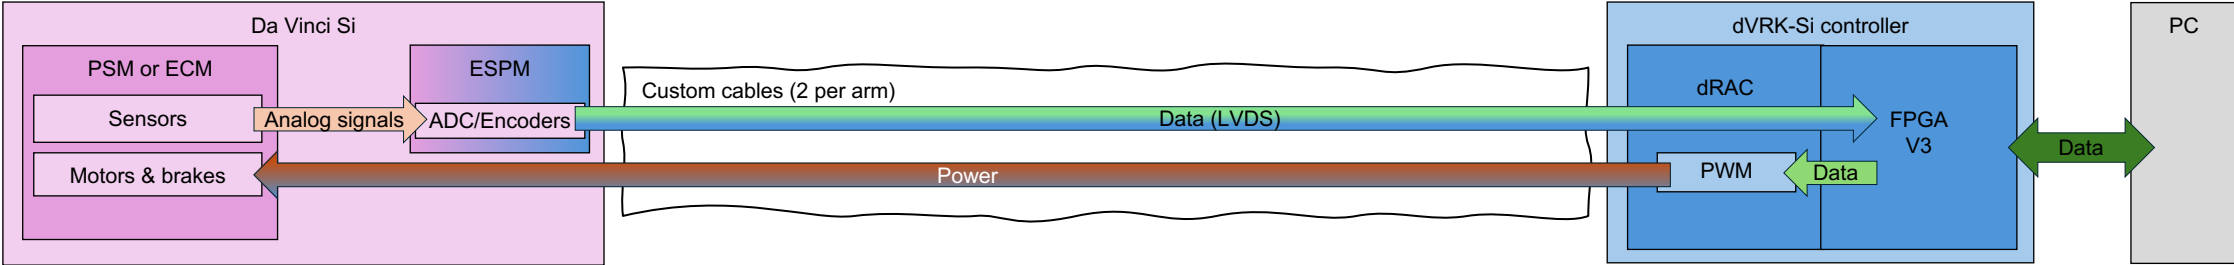 Da Vinci Si
PSM or ECM
Sensors
Motors & brakes
Analog signals
ESPM
ADC/Encoders
Custom cables (2 per arm)
Data (LVDS)
Power
dVRK-Si controller
dRAC
PWM
Data
FPGA
V3
Data
PC